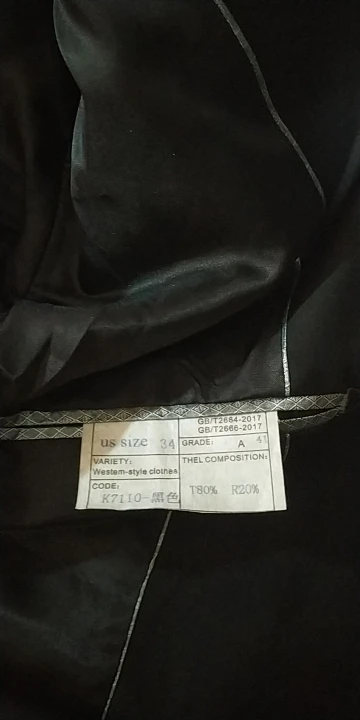 GB/T2664-2017
GB/T2666-2017
us size 34
GRADE: A 41
VARIETY:
Western-style clothes
CODE:
K7110-黑色
THEL COMPOSITION:
T80% R20%